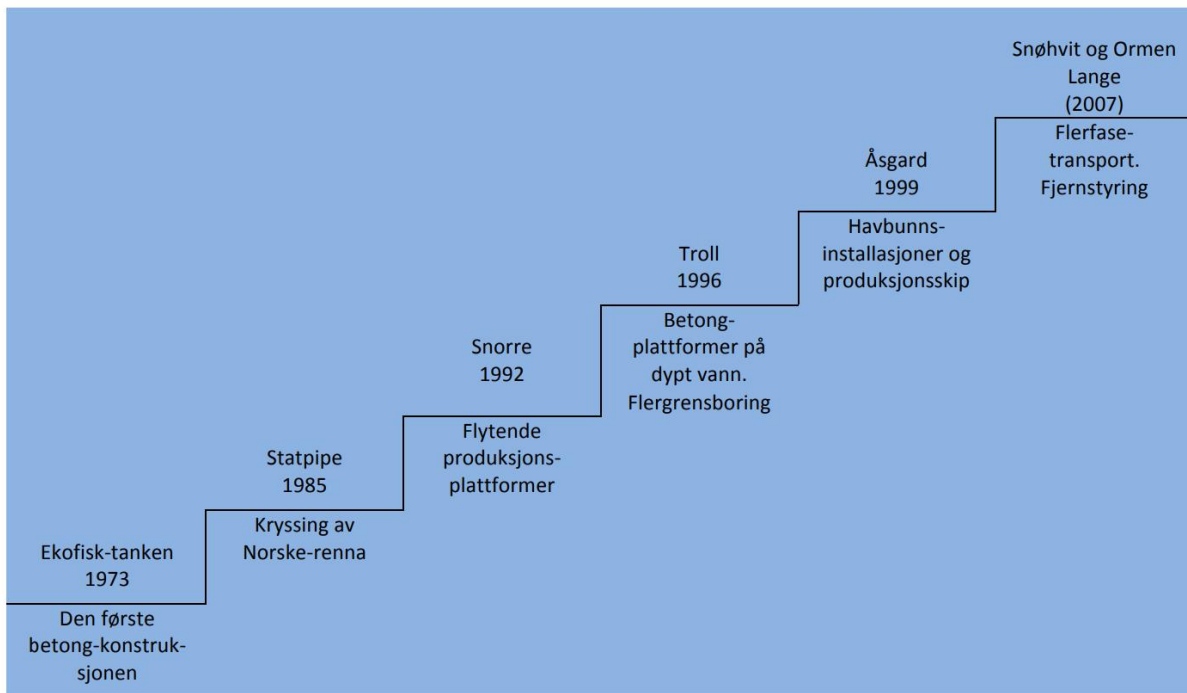 Ekofisk-tanken
1973
Den første
betong-konstruk-
sjonen
Statpipe
1985
Kryssing av
Norske-renna
Snorre
1992
Flytende
produksjons-
plattformer
Troll
1996
Betong-
plattformer på
dypt vann.
Flergrensboring
Åsgard
1999
Havbunns-
installasjoner og
produksjonsskip
Snøhvit og Ormen
Lange
(2007)
Flerfase-
transport.
Fjernstyring